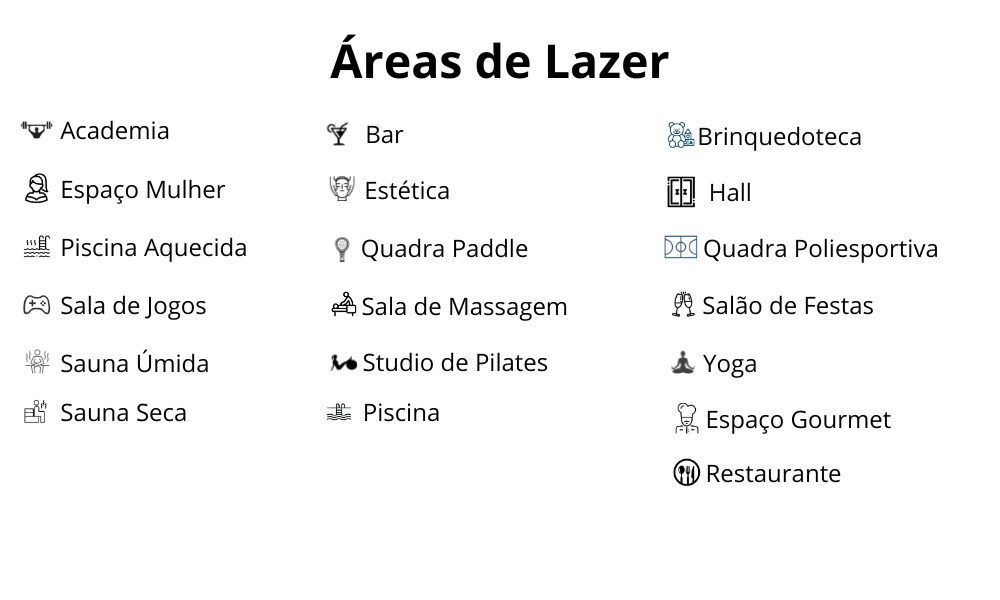 Áreas de Lazer
Academia
Espaço Mulher
Piscina Aquecida
Sala de Jogos
Sauna Úmida
Sauna Seca
Bar
Estética
Quadra Paddle
Sala de Massagem
Studio de Pilates
Piscina
Brinquedoteca
Hall
Quadra Poliesportiva
Salão de Festas
Yoga
Espaço Gourmet
Restaurante